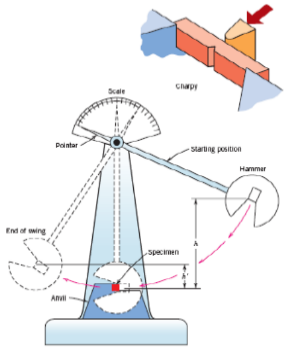 Charpy
Scale
Pointer
Starting position
Hammer
End of swing
h
h'
Specimen
Anvil